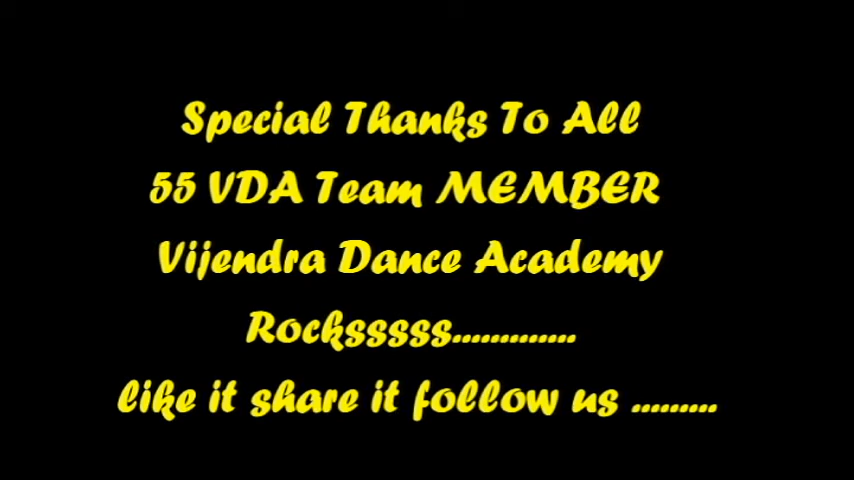 Special Thanks To All
55 VDA Team MEMBER
Vijendra Dance Academy
Rocksssss.............
like it share it follow us .........